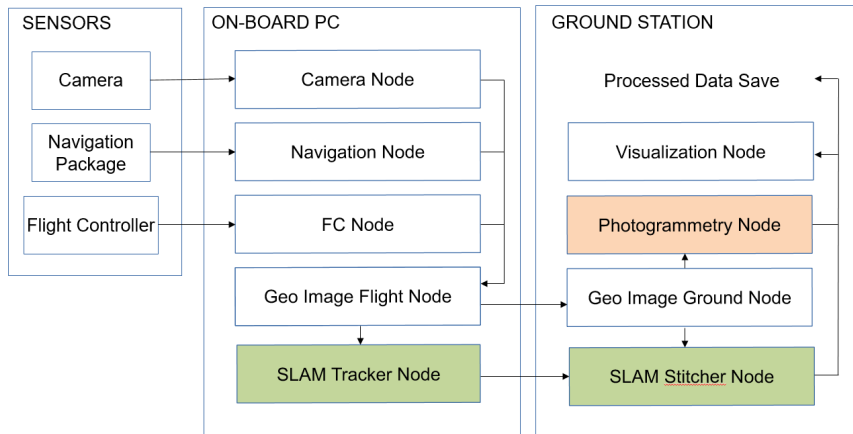 SENSORS
Camera
Navigation
Package
Flight Controller
ON-BOARD PC
Camera Node
Navigation Node
FC Node
Geo Image Flight Node
SLAM Tracker Node
GROUND STATION
Processed Data Save
Visualization Node
Photogrammetry Node
Geo Image Ground Node
SLAM Stitcher Node